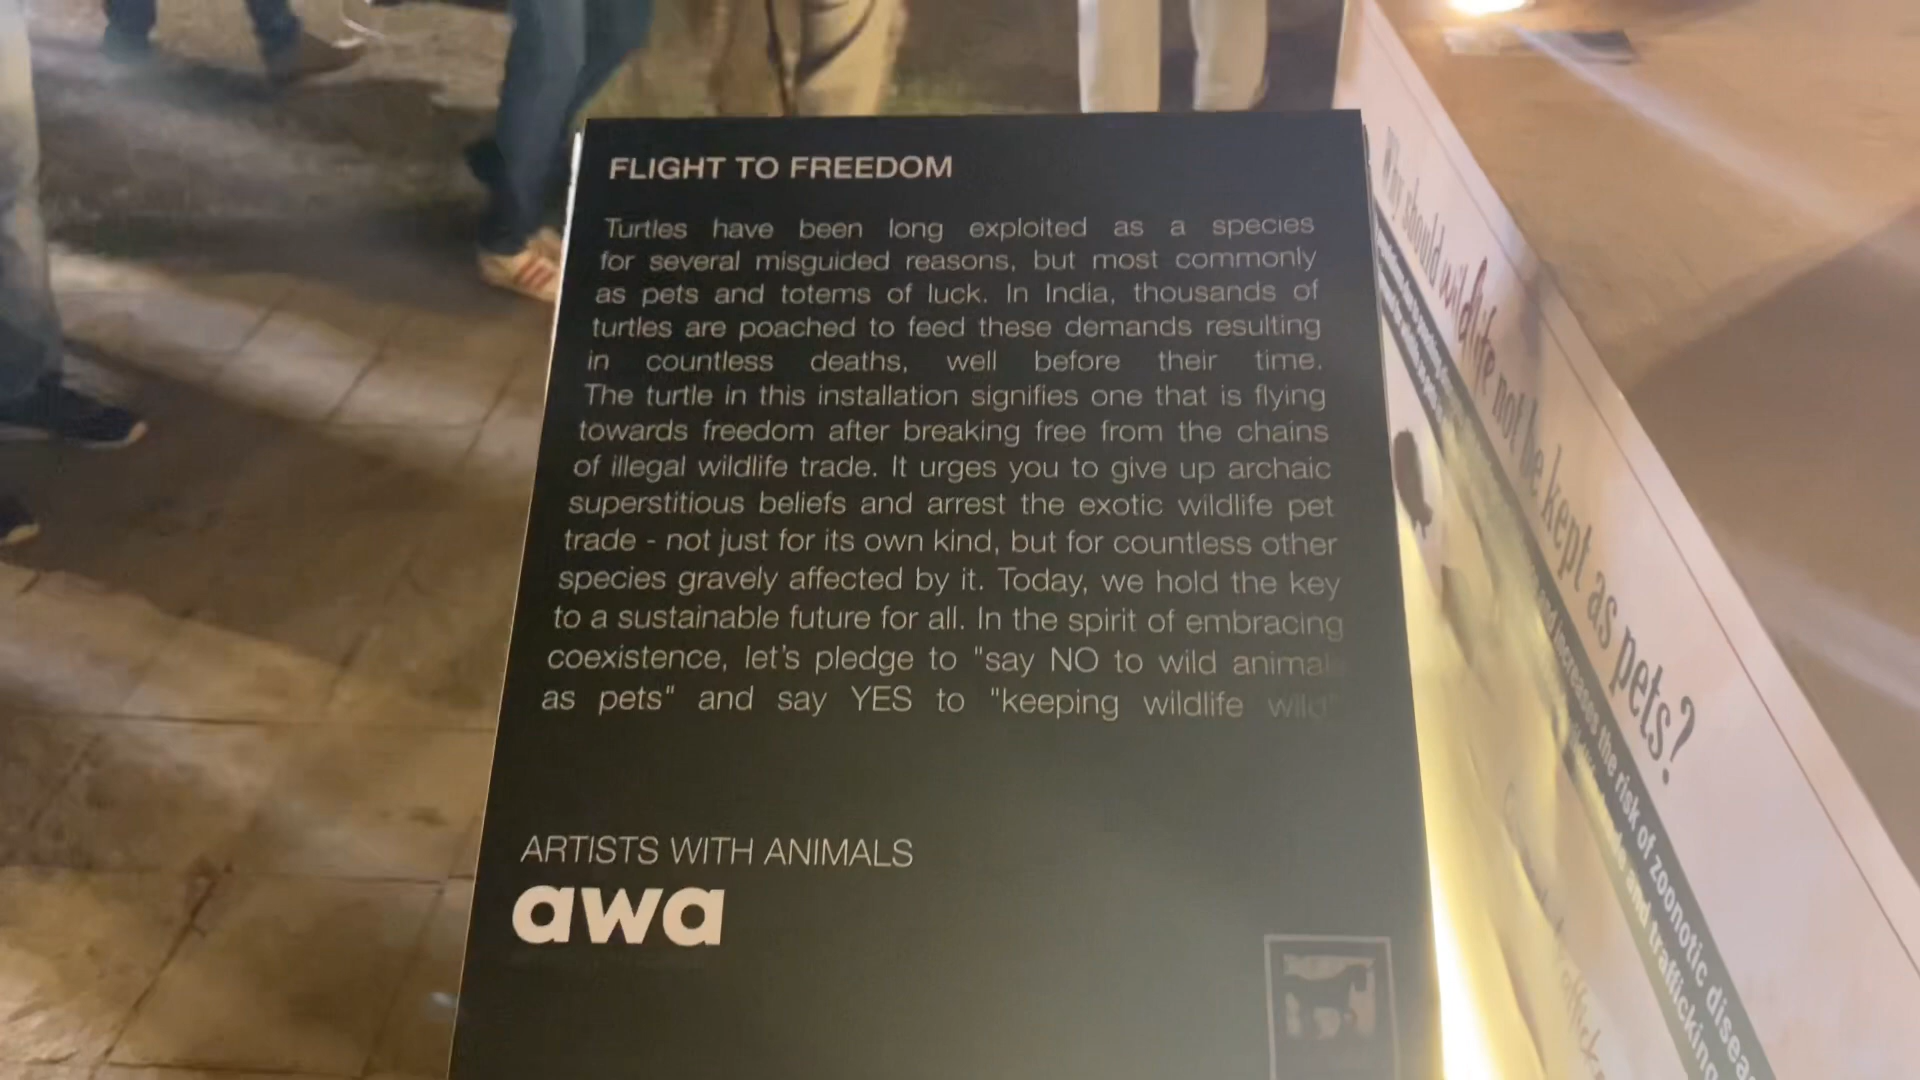 FLIGHT TO FREEDOM
Turtles have been long exploited as a species
for several misguided reasons, but most commonly
as pets and totems of luck. In India, thousands of
turtles are poached to feed these demands resulting
in countless deaths, well before their time.
The turtle in this installation signifies one that is flying
towards freedom after breaking free from the chains
of illegal wildlife trade. It urges you to give up archaic
superstitious beliefs and arrest the exotic wildlife pet
trade - not just for its own kind, but for countless other
species gravely affected by it. Today, we hold the key
to a sustainable future for all. In the spirit of embracing
coexistence, let's pledge to "say NO to wild animal
as pets" and say YES to "keeping wildlife wild"
ARTISTS WITH ANIMALS
awa
Why should wildlife not be kept as pets?
and increases the risk of zoonotic
and trafficking